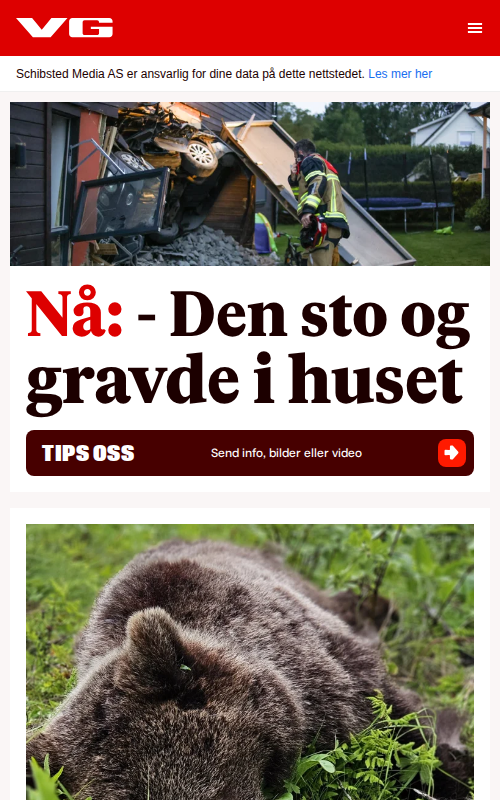 VG
Schibsted Media AS er ansvarlig for dine data på dette nettstedet. Les mer her
Nå: - Den sto og
gravde i huset
TIPS OSS
Send info, bilder eller video